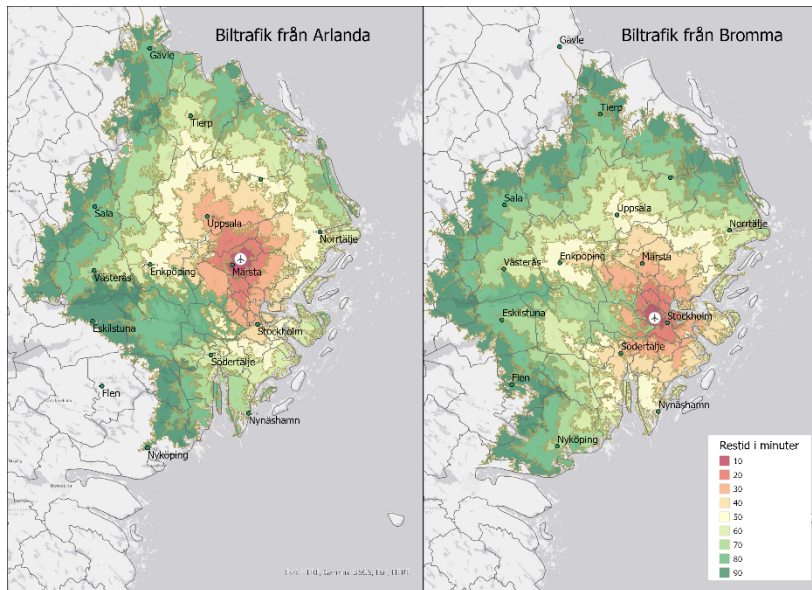 Biltrafik från Arlanda
Gävle
Tierp
Sala
Uppsala
Norrtälje
Västerås
Enköpping
Märsta
Eskilstuna
Stockholm
Södertälje
Flen
Nynäshamn
Nyköping
Biltrafik från Bromma
Gävle
Tierp
Sala
Uppsala
Norrtälje
Västerås
Enköpping
Märsta
Eskilstuna
Stockholm
Södertälje
Flen
Nynäshamn
Nyköping
Restid i minuter
10
20
30
40
50
60
70
80
90